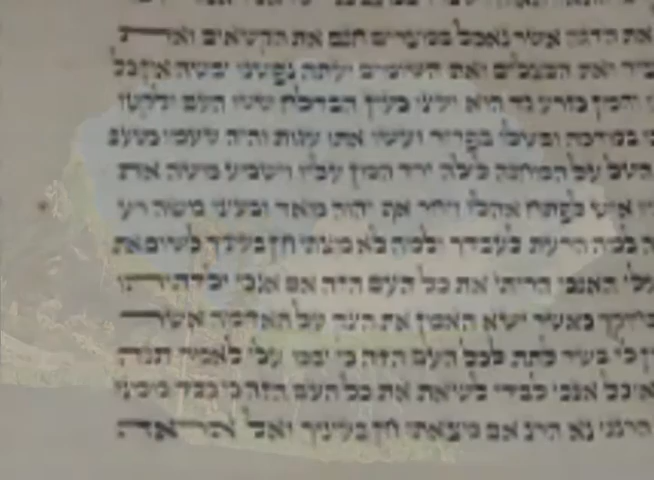 את הדגה אשר נאכל במצרים חנם את הקשאים ואת
ואת הבצלים ואת השומים ועתה נפשנו יבשה אין כל
והמן כזרע גד הוא ועינו כעין הבדלח שטו העם ולקטו
במדכה ובשלו בפרור ועשו אתו עגות והיה טעמו כטעם
הטל על המחנה לילה ירד המן עליו וישמע משה את
איש לפתח אהלו ויחר אף יהוה מאד ובעיני משה רע
למה הרעת לעבדך ולמה לא מצתי חן בעיניך לשום את
האנכי הריתי את כל העם הזה אם אנכי ילדתיהו
בחיקך כאשר ישא האמן את הינק על האדמה אשר
לי בשר לתת לכל העם הזה כי יבכו עלי לאמר תנה
אוכל אנכי לבדי לשאת את כל העם הזה כי כבד ממני
הרגני נא הרג אם מצאתי חן בעיניך ואל אראה